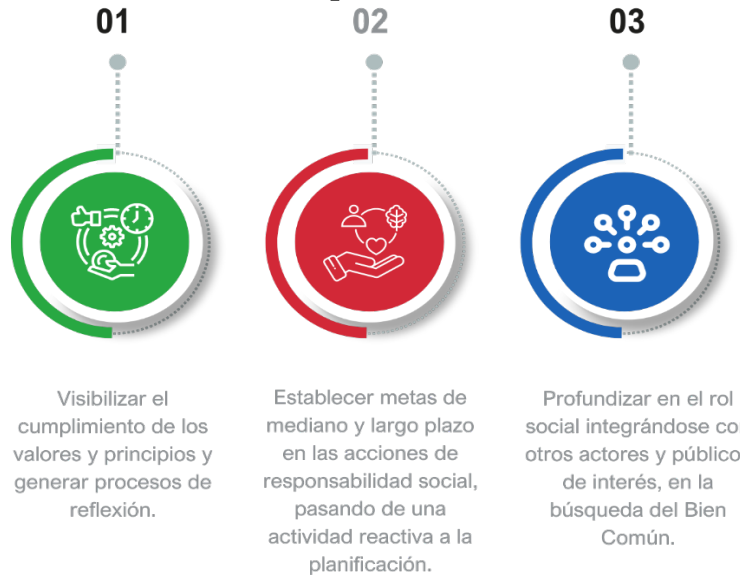 01
Visibilizar el
cumplimiento de los
valores y principios y
generar procesos de
reflexión.
02
Establecer metas de
mediano y largo plazo
en las acciones de
responsabilidad social,
pasando de una
actividad reactiva a la
planificación.
03
Profundizar en el rol
social integrándose co
otros actores y público
de interés, en la
búsqueda del Bien
Común.